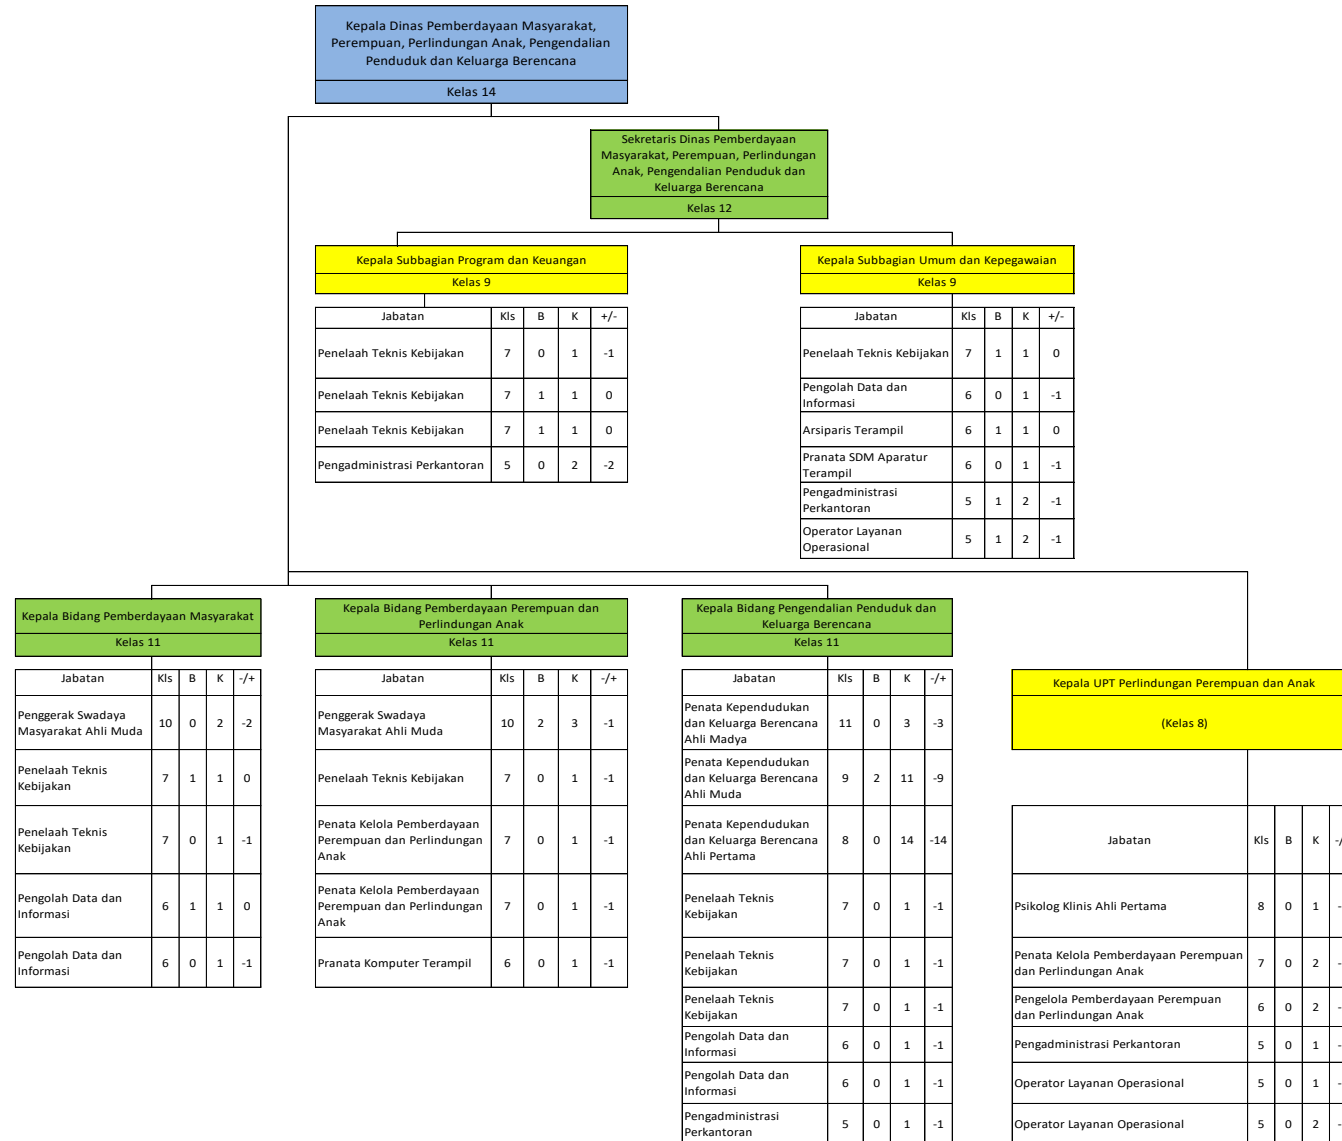 Kepala Dinas Pemberdayaan Masyarakat,
Perempuan, Perlindungan Anak, Pengendalian
Penduduk dan Keluarga Berencana
Kelas 14
Sekretaris Dinas Pemberdayaan
Masyarakat, Perempuan, Perlindungan
Anak, Pengendalian Penduduk dan
Keluarga Berencana
Kelas 12
Kepala Subbagian Program dan Keuangan
Kelas 9
Jabatan Kls B K +/-
Penelaah Teknis Kebijakan 7 0 1 -1
Penelaah Teknis Kebijakan 7 1 1 0
Penelaah Teknis Kebijakan 7 1 1 0
Pengadministrasi Perkantoran 5 0 2 -2
Kepala Subbagian Umum dan Kepegawaian
Kelas 9
Jabatan Kls B K +/-
Penelaah Teknis Kebijakan 7 1 1 0
Pengolah Data dan
Informasi 6 0 1 -1
Arsiparis Terampil 6 1 1 0
Pranata SDM Aparatur
Terampil 6 0 1 -1
Pengadministrasi
Perkantoran 5 1 2 -1
Operator Layanan
Operasional 5 1 2 -1
Kepala Bidang Pemberdayaan Masyarakat
Kelas 11
Jabatan Kls B K -/+
Penggerak Swadaya
Masyarakat Ahli Muda 10 0 2 -2
Penelaah Teknis
Kebijakan 7 1 1 0
Penelaah Teknis
Kebijakan 7 0 1 -1
Pengolah Data dan
Informasi 6 1 1 0
Pengolah Data dan
Informasi 6 0 1 -1
Kepala Bidang Pemberdayaan Perempuan dan
Perlindungan Anak
Kelas 11
Jabatan Kls B K -/+
Penggerak Swadaya
Masyarakat Ahli Muda 10 2 3 -1
Penelaah Teknis Kebijakan 7 0 1 -1
Penata Kelola Pemberdayaan
Perempuan dan Perlindungan
Anak 7 0 1 -1
Penata Kelola Pemberdayaan
Perempuan dan Perlindungan
Anak 7 0 1 -1
Pranata Komputer Terampil 6 0 1 -1
Kepala Bidang Pengendalian Penduduk dan
Keluarga Berencana
Kelas 11
Jabatan Kls B K -/+
Penata Kependudukan
dan Keluarga Berencana
Ahli Madya 11 0 3 -3
Penata Kependudukan
dan Keluarga Berencana
Ahli Muda 9 2 11 -9
Penata Kependudukan
dan Keluarga Berencana
Ahli Pertama 8 0 14 -14
Penelaah Teknis
Kebijakan 7 0 1 -1
Penelaah Teknis
Kebijakan 7 0 1 -1
Penelaah Teknis
Kebijakan 7 0 1 -1
Pengolah Data dan
Informasi 6 0 1 -1
Pengolah Data dan
Informasi 6 0 1 -1
Pengadministrasi
Perkantoran 5 0 1 -1
Kepala UPT Perlindungan Perempuan dan Anak
(Kelas 8)
Jabatan Kls B K
Psikolog Klinis Ahli Pertama 8 0 1
Penata Kelola Pemberdayaan Perempuan
dan Perlindungan Anak 7 0 2
Pengelola Pemberdayaan Perempuan
dan Perlindungan Anak 6 0 2
Pengadministrasi Perkantoran 5 0 1
Operator Layanan Operasional 5 0 1
Operator Layanan Operasional 5 0 2